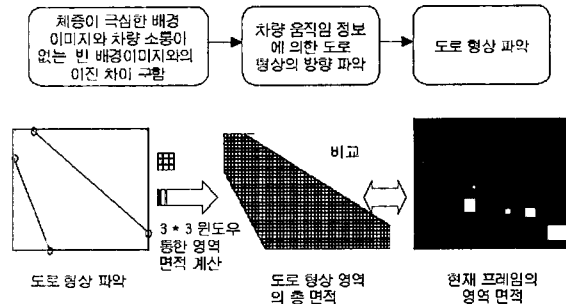 체증이 극심한 배경
이미지와 차량 소통이
없는 빈 배경이미지와의
이진 차이 구함
차량 움직임 정보
에 의한 도로
형상의 방향 파악
도로 형상 파악
비교
3 * 3 윈도우
통한 영역
면적 계산
도로 형상 파악
도로 형상 영역
의 총 면적
현재 프레임의
영역 면적